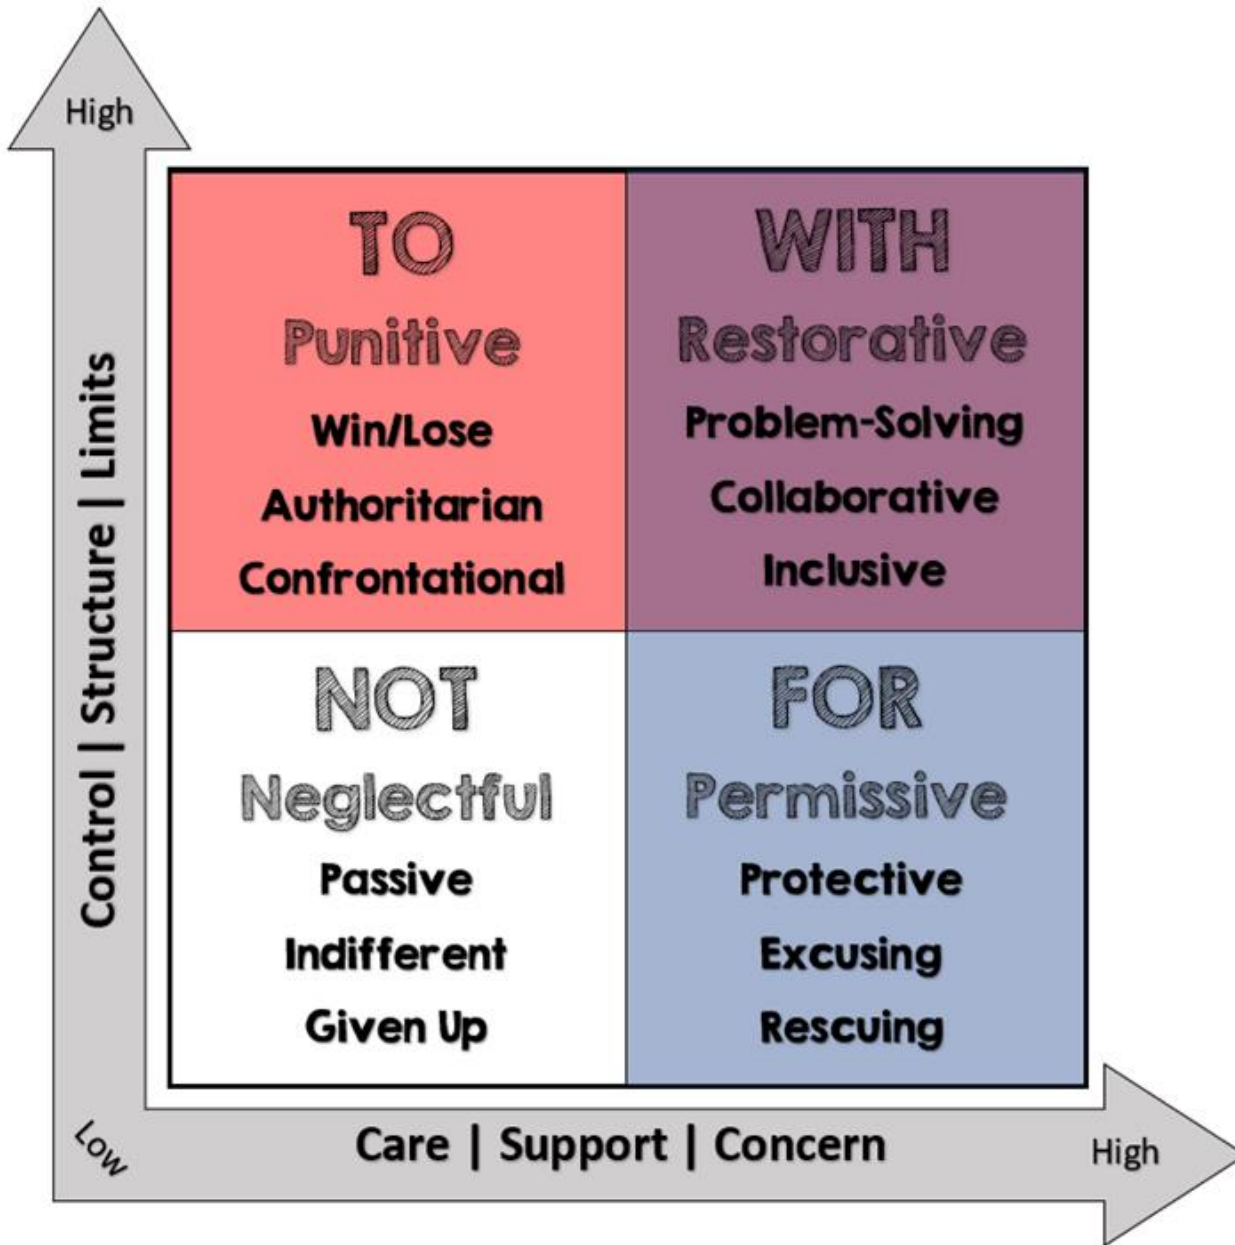 High
TO
Punitive
Win/Lose
Authoritarian
Confrontational
WITH
Restorative
Problem-Solving
Collaborative
Inclusive
NOT
Neglectful
Passive
Indifferent
Given Up
FOR
Permissive
Protective
Excusing
Rescuing
Control | Structure | Limits
Low
Care | Support | Concern
High